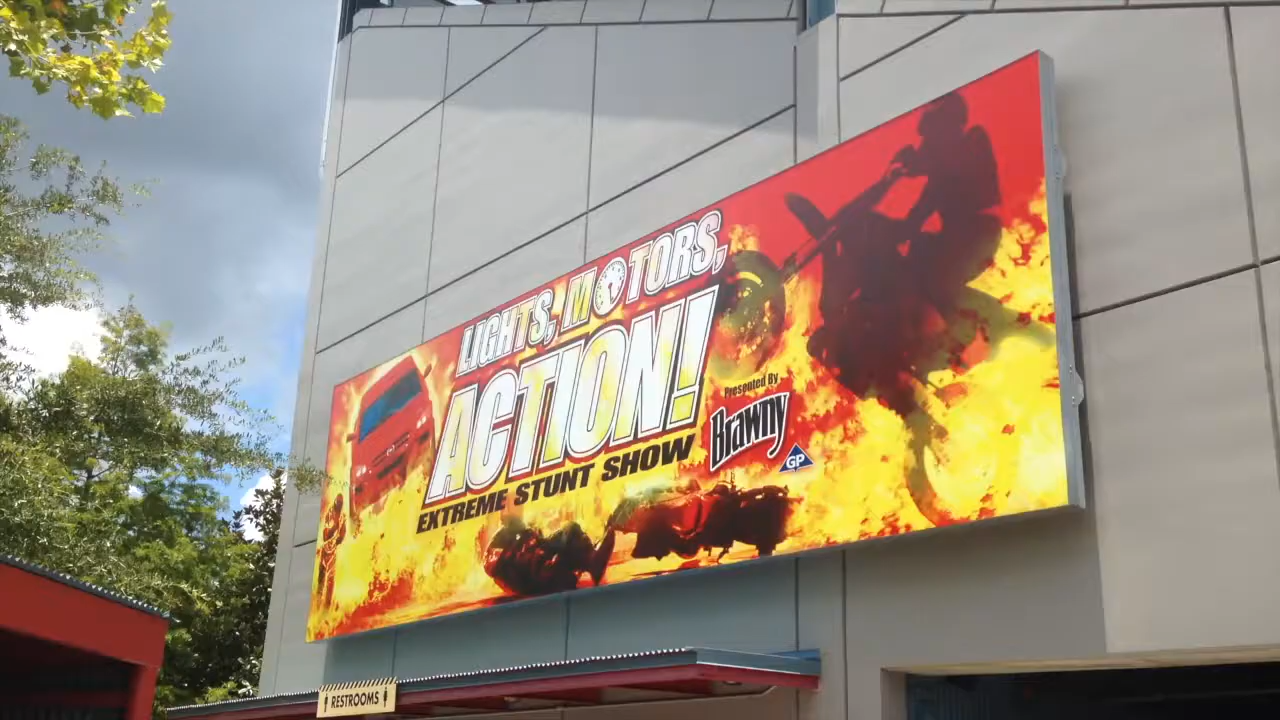 LIGHTS, MOTORS,
ACTION!
EXTREME STUNT SHOW
Presented By
Brawny
GP
RESTROOMS